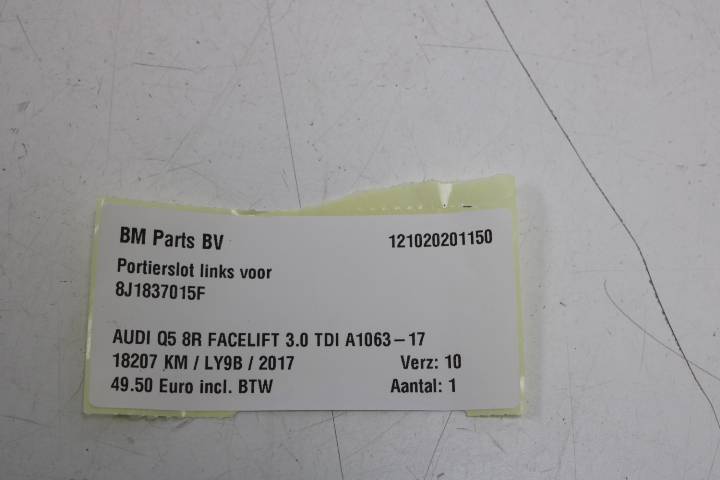 BM Parts BV 121020201150
Portierslot links voor
8J1837015F
AUDI Q5 8R FACELIFT 3.0 TDI A1063-17
18207 KM / LY9B / 2017 Verz: 10
49.50 Euro incl. BTW Aantal: 1